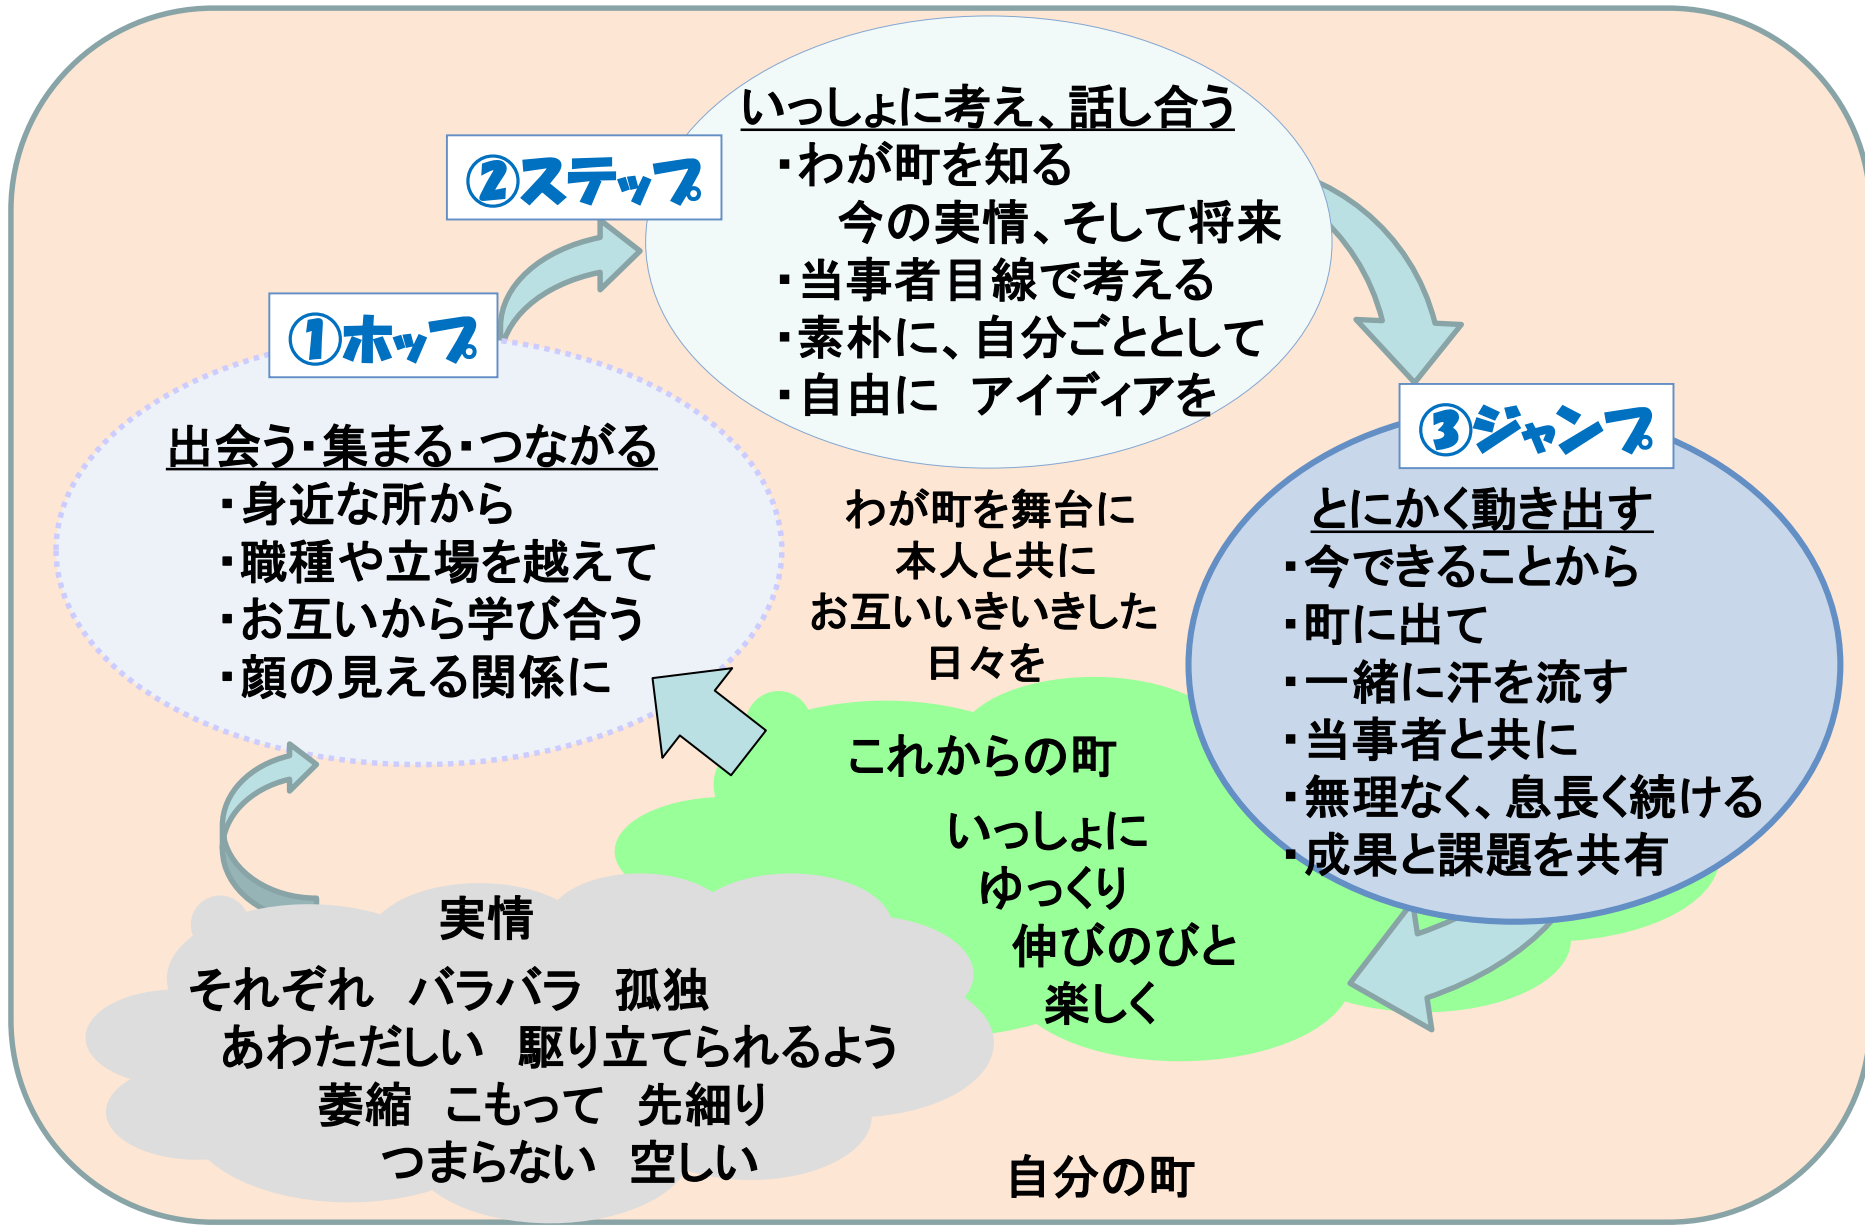 ①ホップ
出会う・集まる・つながる
・身近な所から
・職種や立場を越えて
・お互いから学び合う
・顔の見える関係に
②ステップ
いっしょに考え、話し合う
・わが町を知る
今の実情、そして将来
・当事者目線で考える
・素朴に、自分ごととして
・自由に　アイディアを
③ジャンプ
とにかく動き出す
・今できることから
・町に出て
・一緒に汗を流す
・当事者と共に
・無理なく、息長く続ける
・成果と課題を共有
わが町を舞台に
本人と共に
お互いいきいきした
日々を
これからの町
いっしょに
ゆっくり
伸びのびと
楽しく
実情
それぞれ　バラバラ　孤独
あわただしい　駆り立てられるよう
萎縮　こもって　先細り
つまらない　空しい
自分の町